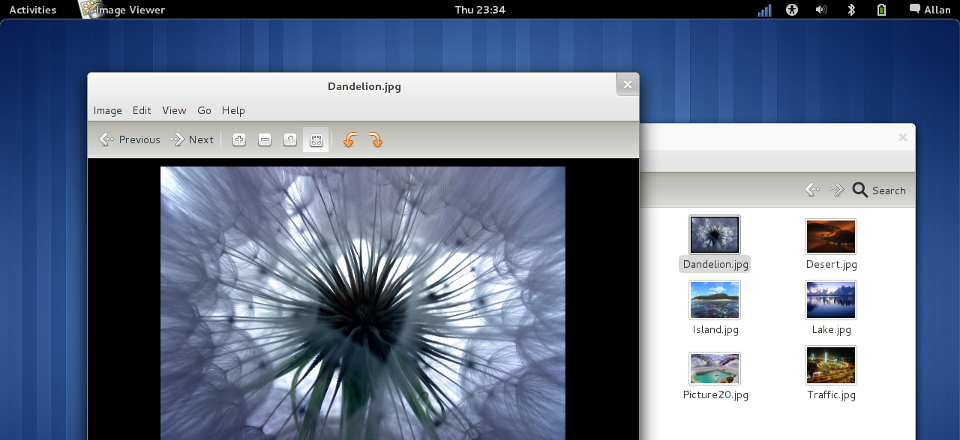 Activities Image Viewer Thu 23:34 Allan
Dandelion.jpg
Image Edit View Go Help
Previous Next
Search
Dandelion.jpg Desert.jpg
Island.jpg Lake.jpg
Picture20.jpg Traffic.jpg